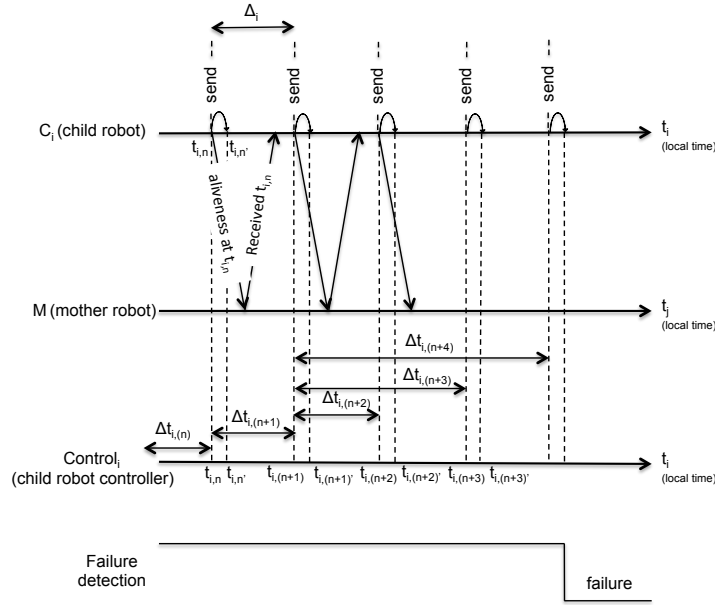 Δi
send
send
send
send
send
Ci (child robot)
ti
(local time)
ti,n
ti,n'
aliveness at ti,n
Received ti,n
M (mother robot)
tj
(local time)
Δti,(n+4)
Δti,(n+3)
Δti,(n+2)
Δti,(n)
Δti,(n+1)
Controli
(child robot controller)
ti
(local time)
ti,n ti,n' ti,(n+1) ti,(n+1)' ti,(n+2) ti,(n+2)' ti,(n+3) ti,(n+3)'
Failure
detection
failure